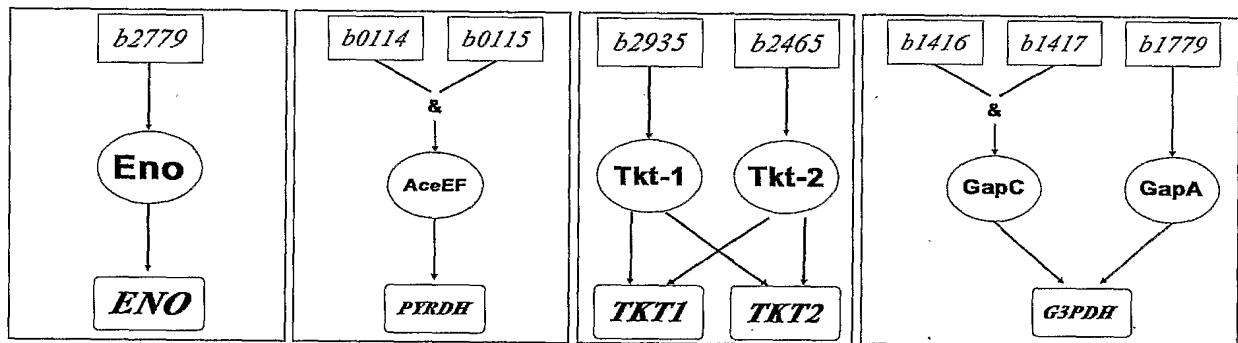 b2779
Eno
ENO
b0114 b0115
&
AceEF
PYRDH
b2935 b2465
Tkt-1 Tkt-2
TKT1 TKT2
b1416 b1417 b1779
&
GapC GapA
G3PDH